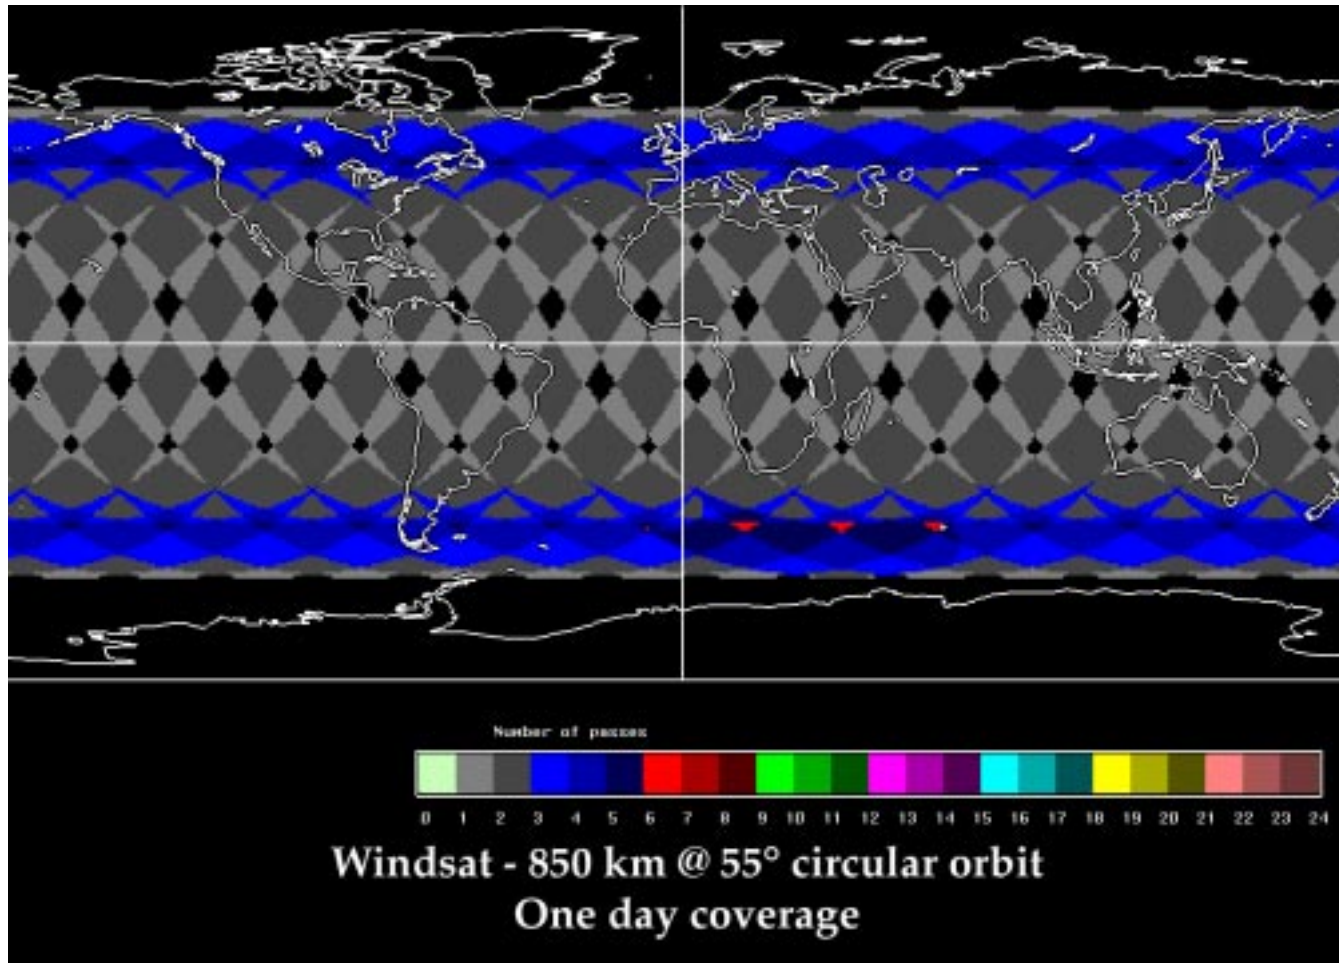 Number of passes
0 1 2 3 4 5 6 7 8 9 10 11 12 13 14 15 16 17 18 19 20 21 22 23 24
Windsat - 850 km @ 55° circular orbit
One day coverage